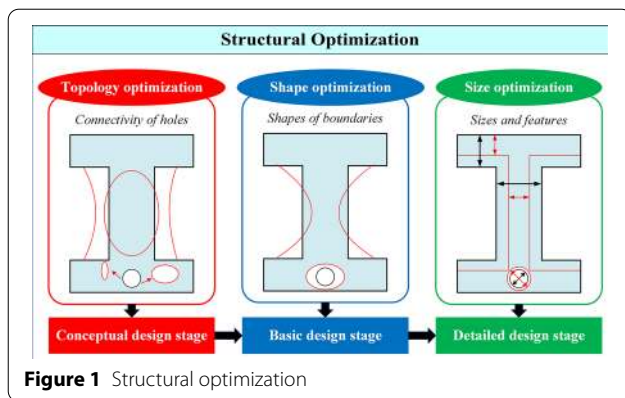 Structural Optimization
Topology optimization
Shape optimization
Size optimization
Connectivity of holes
Shapes of boundaries
Sizes and features
Conceptual design stage
Basic design stage
Detailed design stage
Figure 1 Structural optimization